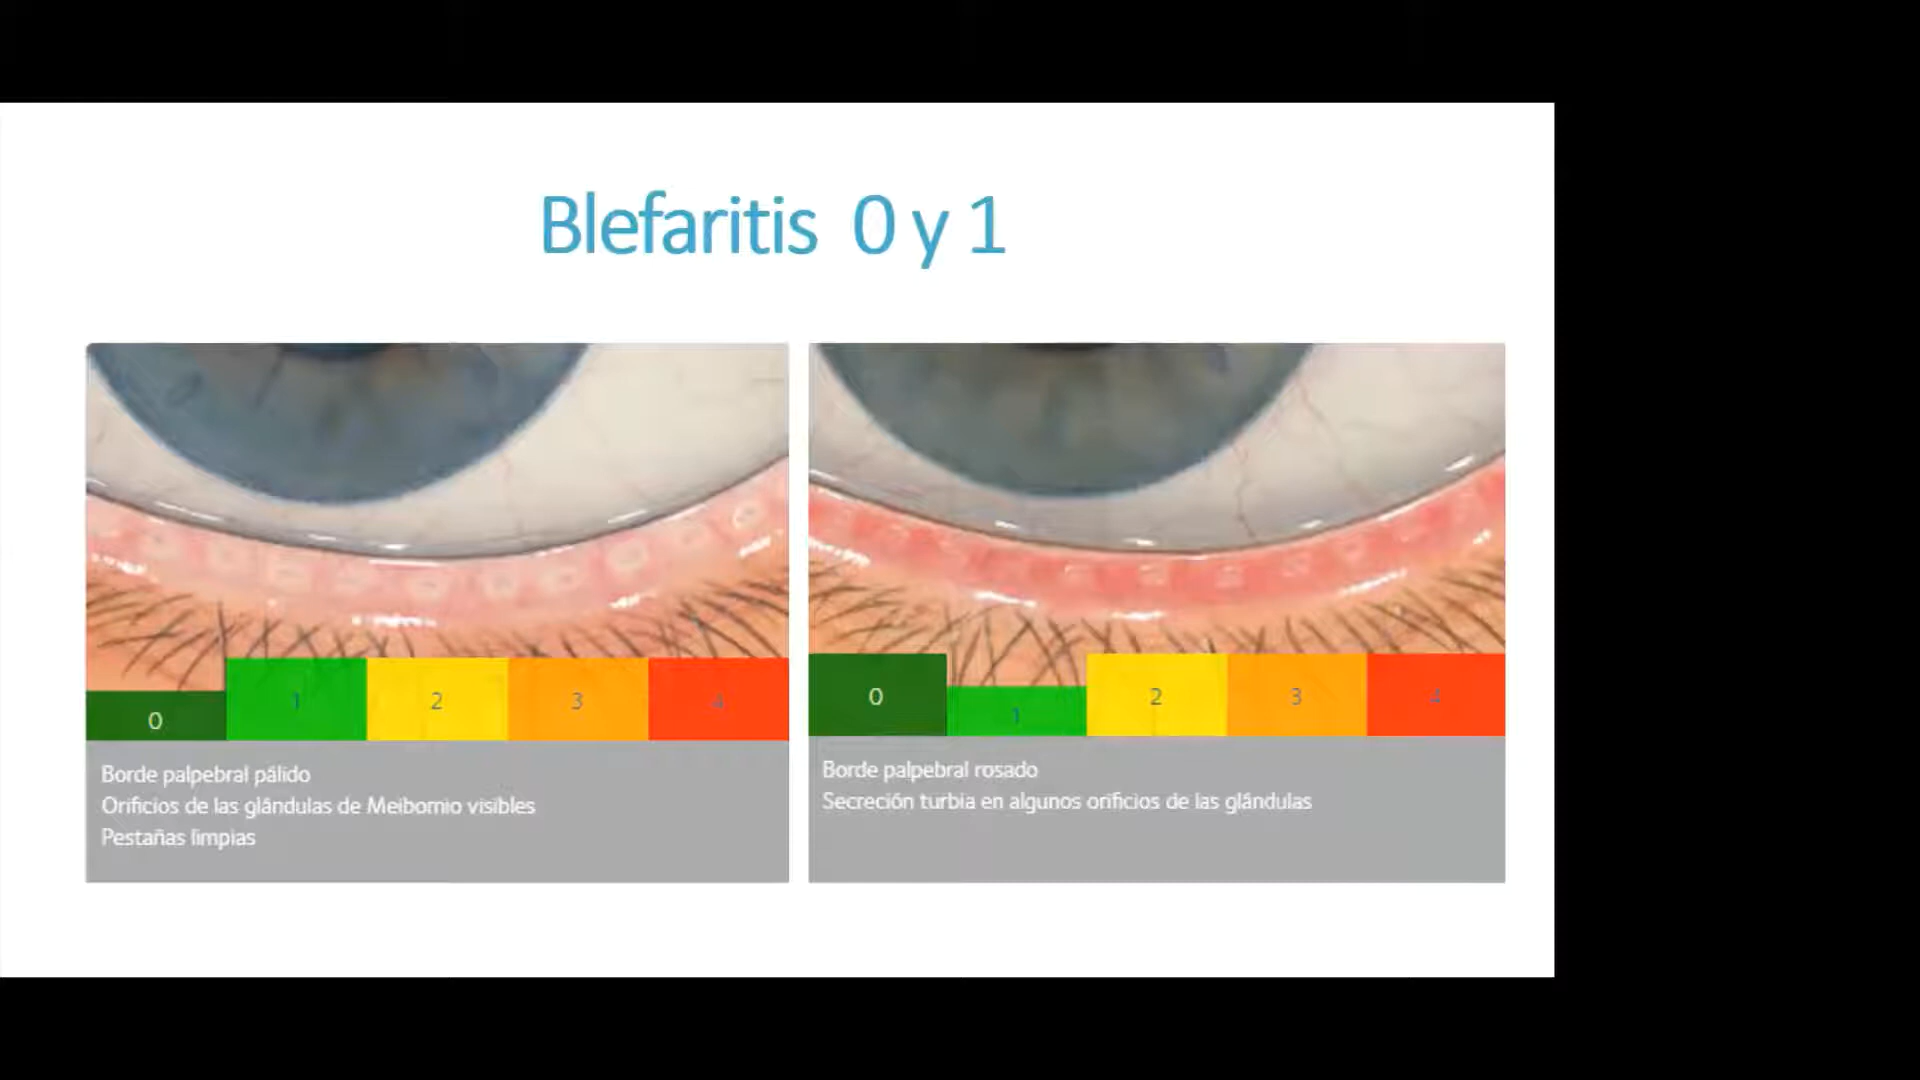 Blefaritis 0 y 1
0 1 2 3 4
Borde palpebral pálido
Orificios de las glándulas de Meibomio visibles
Pestañas limpias
0 1 2 3 4
Borde palpebral rosado
Secreción turbia en algunos orificios de las glándulas